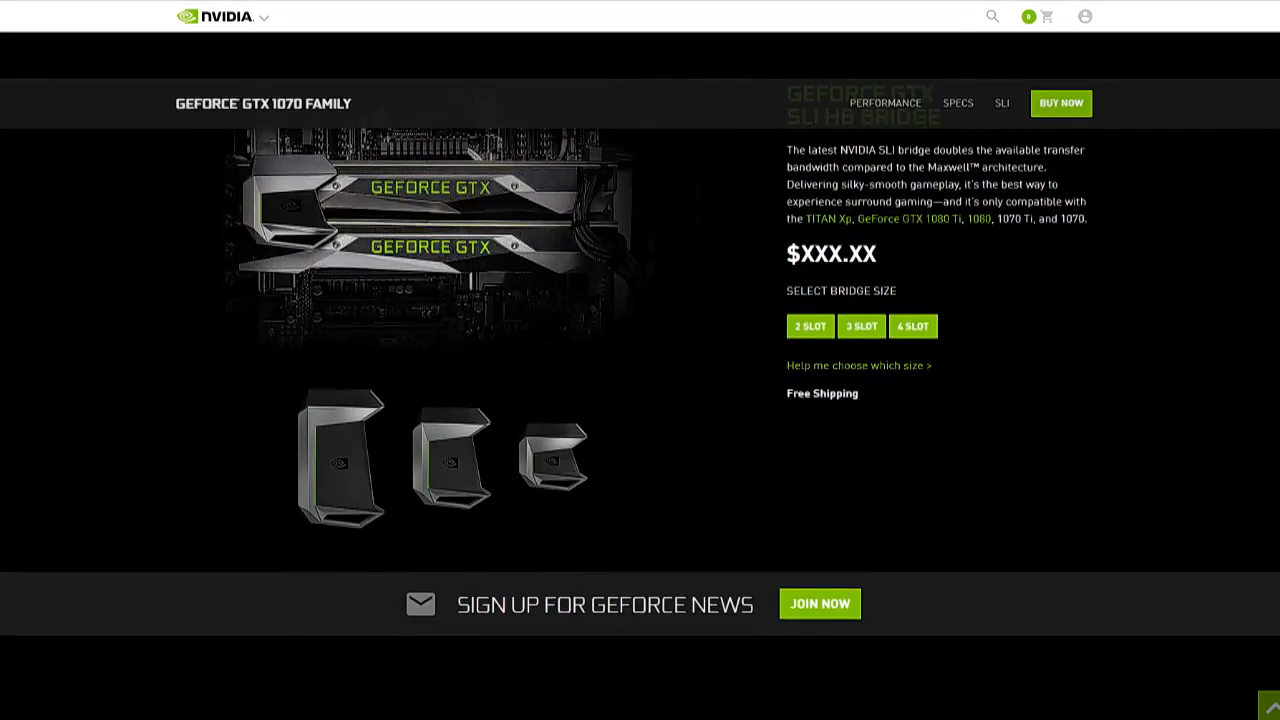 NVIDIA.
0
GEFORCE GTX 1070 FAMILY
PERFORMANCE
SPECS
SLI
BUY NOW
GEFORCE GTX
SLI HB BRIDGE
GEFORCE GTX
GEFORCE GTX
The latest NVIDIA SLI bridge doubles the available transfer
bandwidth compared to the Maxwell™ architecture.
Delivering silky-smooth gameplay, it's the best way to
experience surround gaming—and it's only compatible with
the TITAN Xp, GeForce GTX 1080 Ti, 1080, 1070 Ti, and 1070.
$XXX.XX
SELECT BRIDGE SIZE
2 SLOT
3 SLOT
4 SLOT
Help me choose which size >
Free Shipping
SIGN UP FOR GEFORCE NEWS
JOIN NOW